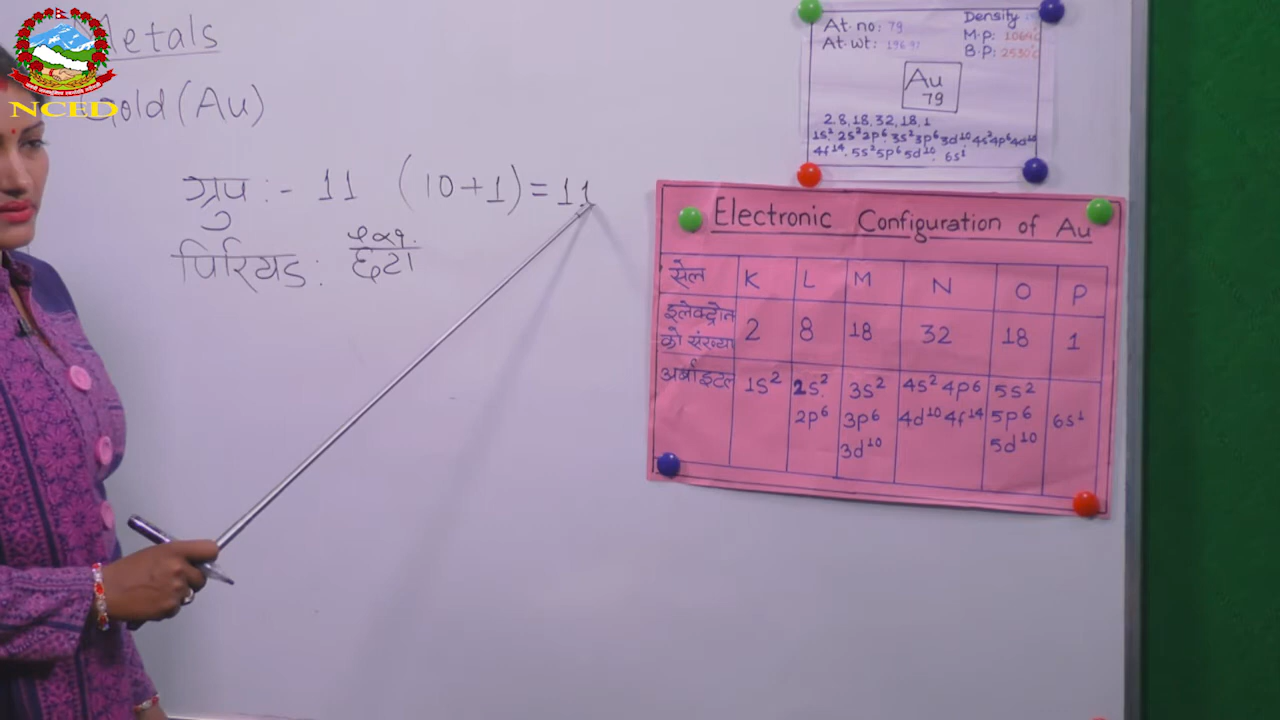 Metals
NCED
Gold (Au)
ग्रुप :- 11 (10+1) = 11
पिरियड :
छैटौं
At. no: 79
At. wt: 196.97
Density
M.P: 1064°C
B.P: 2530°C
Au
79
2,8,18,32,18,1
1s² 2s² 2p⁶ 3s² 3p⁶ 3d¹⁰ 4s² 4p⁶ 4d¹⁰
4f¹⁴ 5s² 5p⁶ 5d¹⁰ 6s¹
Electronic Configuration of Au
सेल K L M N O P
इलेक्ट्रोन
को संख्या 2 8 18 32 18 1
अर्बाइटल 1s² 2s² 3s² 4s² 4p⁶ 5s²
2p⁶ 3p⁶ 4d¹⁰ 4f¹⁴ 5p⁶ 6s¹
3d¹⁰ 5d¹⁰